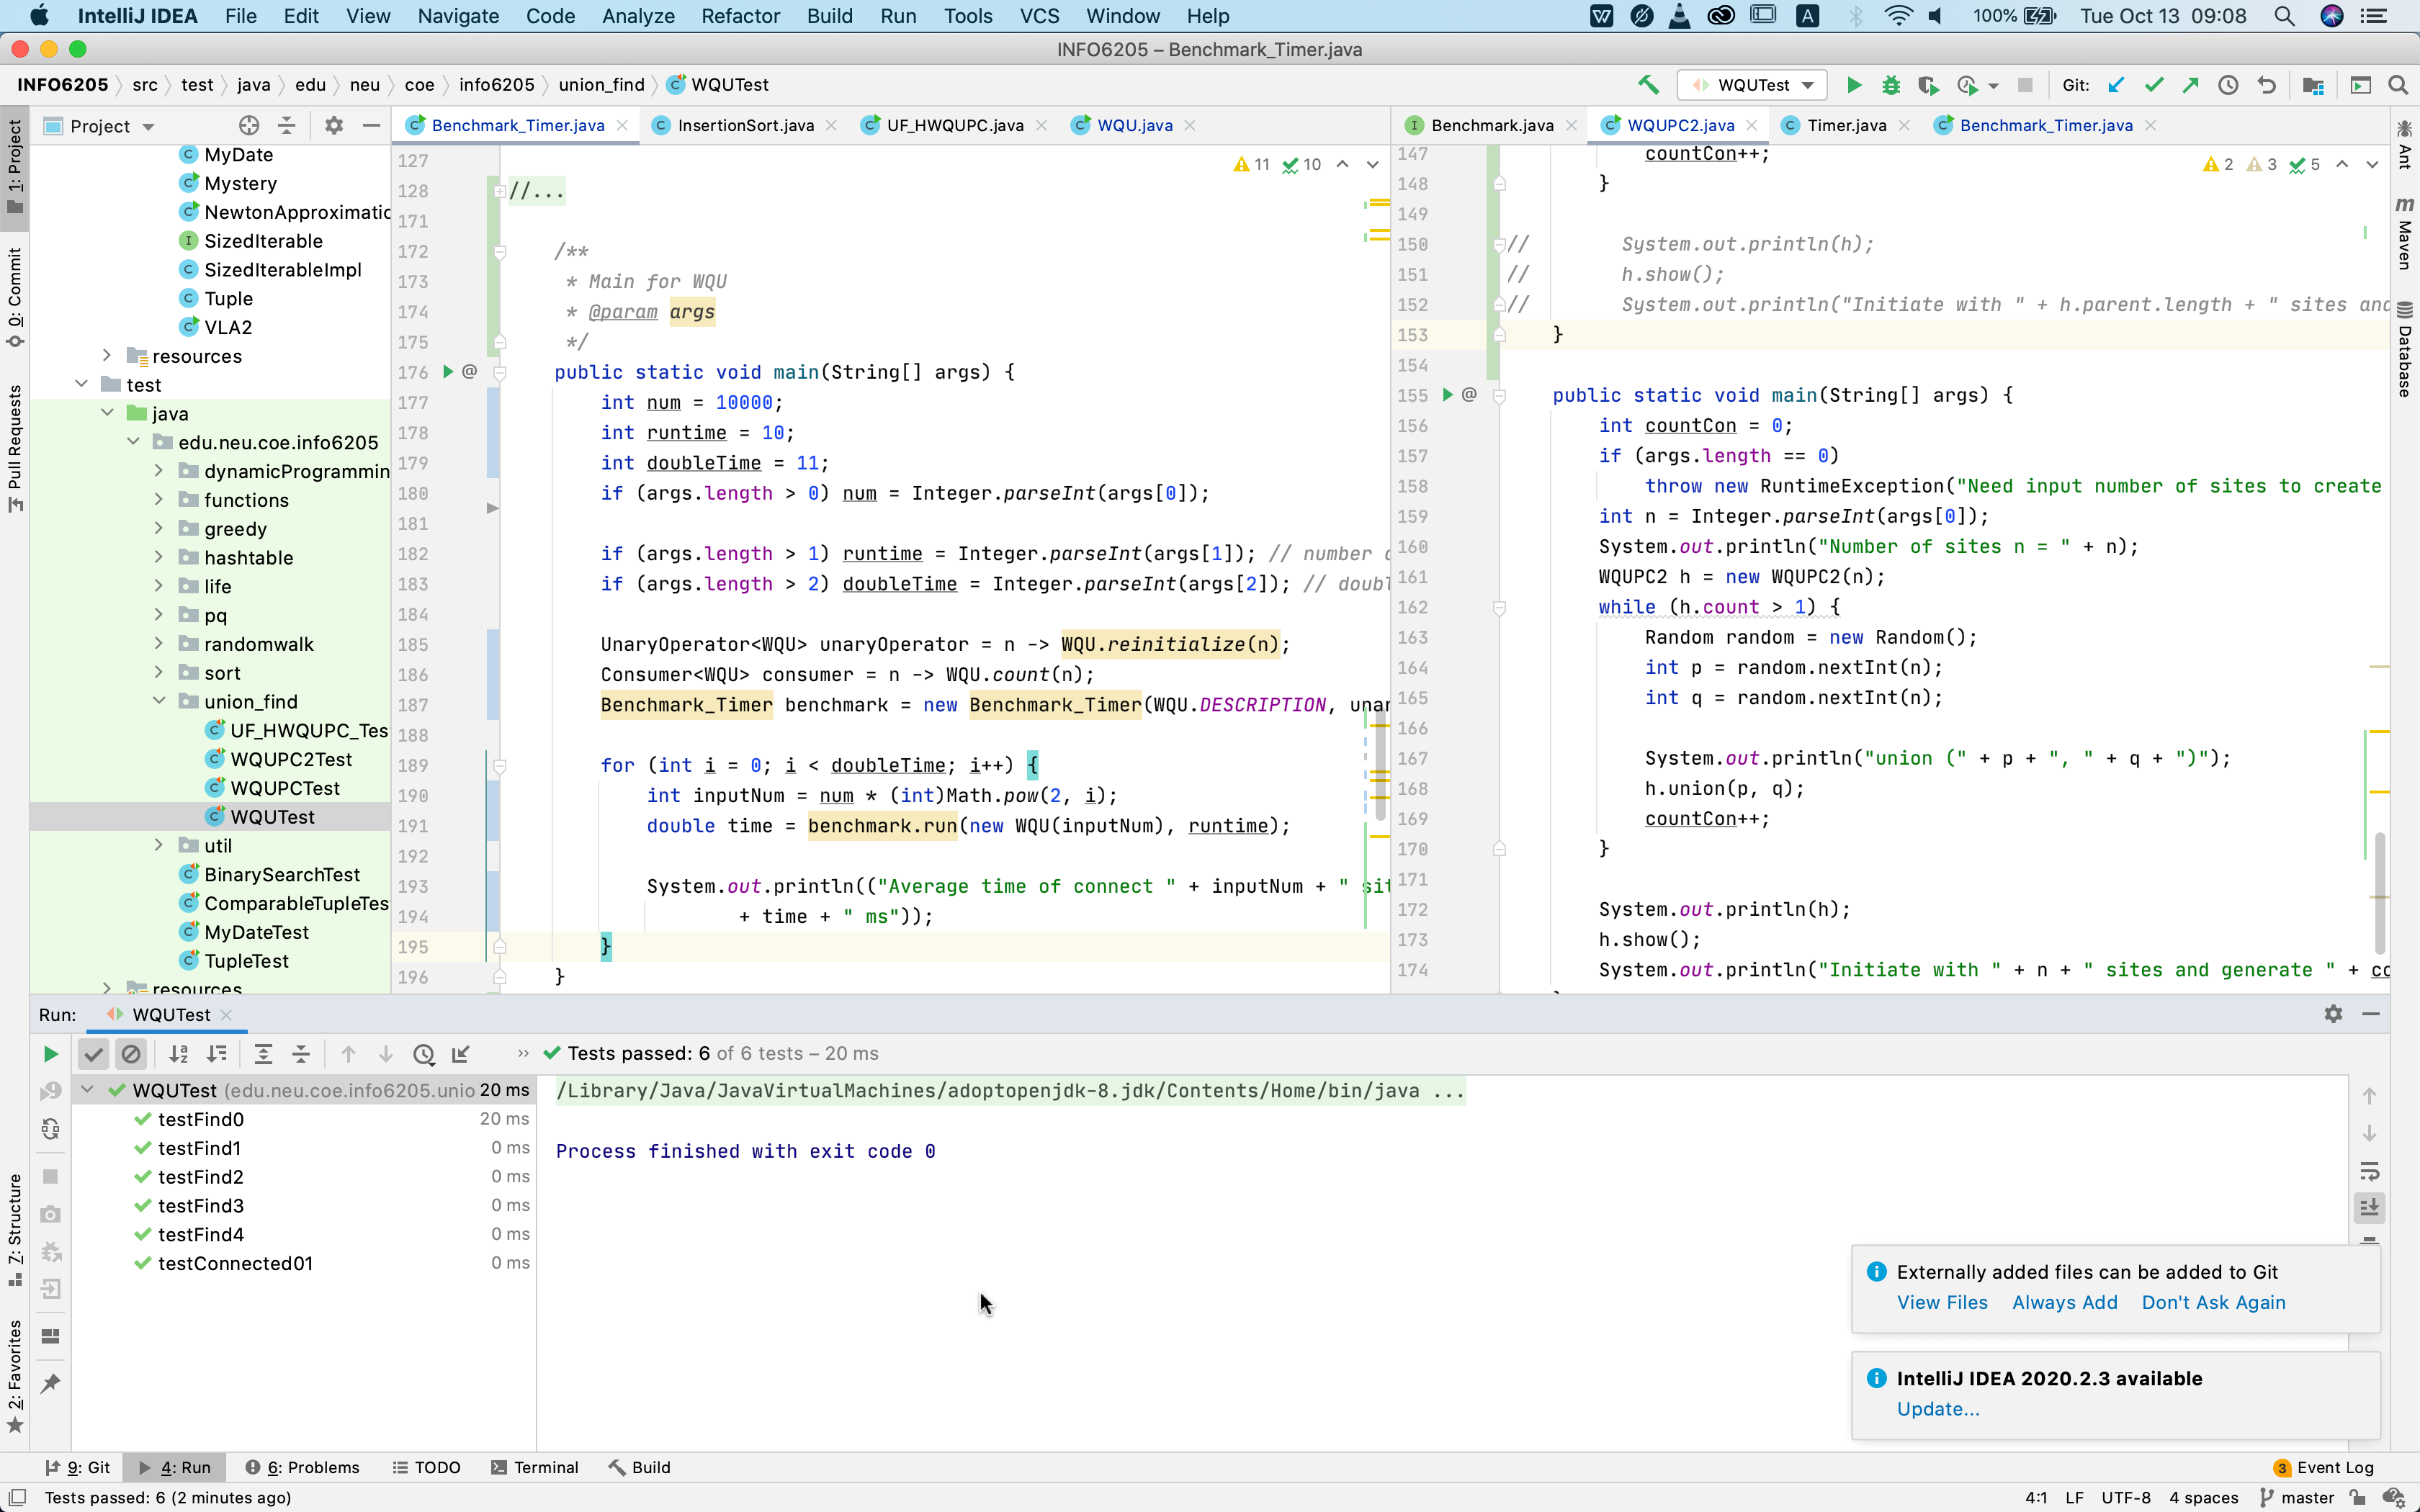 IntelliJ IDEA File Edit View Navigate Code Analyze Refactor Build Run Tools VCS Window Help 100% Tue Oct 13 09:08
INFO6205 – Benchmark_Timer.java
INFO6205 src test java edu neu coe info6205 union_find WQUTest WQUTest Git:
1: Project
0: Commit
Pull Requests
7: Structure
2: Favorites
Project
MyDate
Mystery
NewtonApproximatic
SizedIterable
SizedIterableImpl
Tuple
VLA2
resources
test
java
edu.neu.coe.info6205
dynamicProgrammin
functions
greedy
hashtable
life
pq
randomwalk
sort
union_find
UF_HWQUPC_Tes
WQUPC2Test
WQUPCTest
WQUTest
util
BinarySearchTest
ComparableTupleTes
MyDateTest
TupleTest
resources
Benchmark_Timer.java InsertionSort.java UF_HWQUPC.java WQU.java
11 10
127
128 //...
171
172 /**
173 * Main for WQU
174 * @param args
175 */
176 @ public static void main(String[] args) {
177 int num = 10000;
178 int runtime = 10;
179 int doubleTime = 11;
180 if (args.length > 0) num = Integer.parseInt(args[0]);
181
182 if (args.length > 1) runtime = Integer.parseInt(args[1]); // number
183 if (args.length > 2) doubleTime = Integer.parseInt(args[2]); // doubl
184
185 UnaryOperator<WQU> unaryOperator = n -> WQU.reinitialize(n);
186 Consumer<WQU> consumer = n -> WQU.count(n);
187 Benchmark_Timer benchmark = new Benchmark_Timer(WQU.DESCRIPTION, unar
188
189 for (int i = 0; i < doubleTime; i++) {
190 int inputNum = num * (int)Math.pow(2, i);
191 double time = benchmark.run(new WQU(inputNum), runtime);
192
193 System.out.println(("Average time of connect " + inputNum + " sit
194 + time + " ms"));
195 }
196 }
Benchmark.java WQUPC2.java Timer.java Benchmark_Timer.java
2 3 5
147 countCon++;
148 }
149
150 // System.out.println(h);
151 // h.show();
152 // System.out.println("Initiate with " + h.parent.length + " sites and
153 }
154
155 @ public static void main(String[] args) {
156 int countCon = 0;
157 if (args.length == 0)
158 throw new RuntimeException("Need input number of sites to create
159 int n = Integer.parseInt(args[0]);
160 System.out.println("Number of sites n = " + n);
161 WQUPC2 h = new WQUPC2(n);
162 while (h.count > 1) {
163 Random random = new Random();
164 int p = random.nextInt(n);
165 int q = random.nextInt(n);
166
167 System.out.println("union (" + p + ", " + q + ")");
168 h.union(p, q);
169 countCon++;
170 }
171
172 System.out.println(h);
173 h.show();
174 System.out.println("Initiate with " + n + " sites and generate " + co
Ant
Maven
Database
Run: WQUTest
Tests passed: 6 of 6 tests – 20 ms
WQUTest (edu.neu.coe.info6205.unio 20 ms
testFind0 20 ms
testFind1 0 ms
testFind2 0 ms
testFind3 0 ms
testFind4 0 ms
testConnected01 0 ms
/Library/Java/JavaVirtualMachines/adoptopenjdk-8.jdk/Contents/Home/bin/java ...
Process finished with exit code 0
Externally added files can be added to Git
View Files Always Add Don't Ask Again
IntelliJ IDEA 2020.2.3 available
Update...
9: Git 4: Run 6: Problems TODO Terminal Build 3 Event Log
Tests passed: 6 (2 minutes ago) 4:1 LF UTF-8 4 spaces master